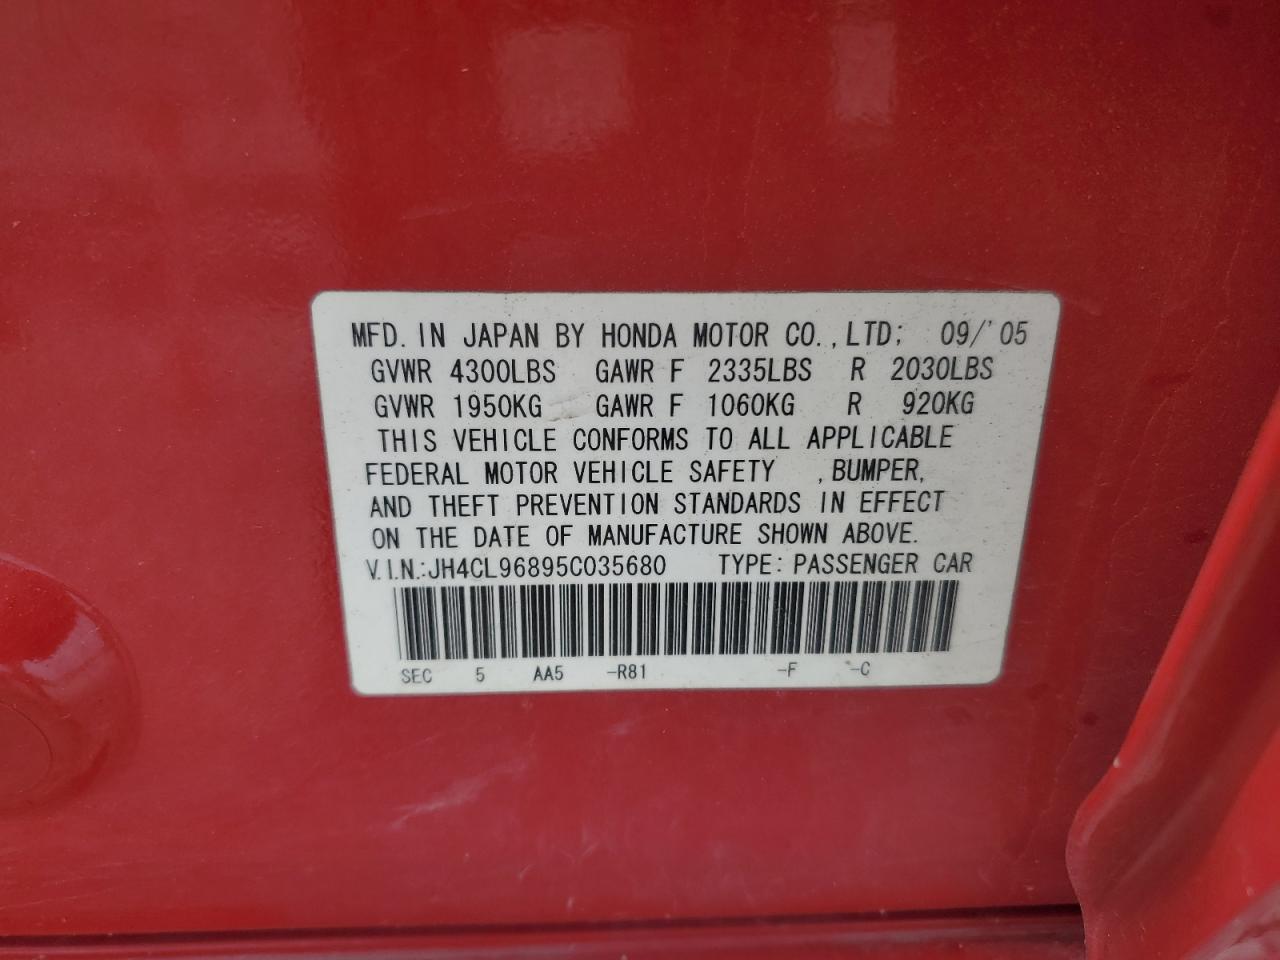 MFD. IN JAPAN BY HONDA MOTOR CO., LTD; 09/'05
GVWR 4300LBS GAWR F 2335LBS R 2030LBS
GVWR 1950KG GAWR F 1060KG R 920KG
THIS VEHICLE CONFORMS TO ALL APPLICABLE
FEDERAL MOTOR VEHICLE SAFETY , BUMPER,
AND THEFT PREVENTION STANDARDS IN EFFECT
ON THE DATE OF MANUFACTURE SHOWN ABOVE.
V.I.N.:JH4CL96895C035680 TYPE: PASSENGER CAR
SEC 5 AA5 -R81 -F -C